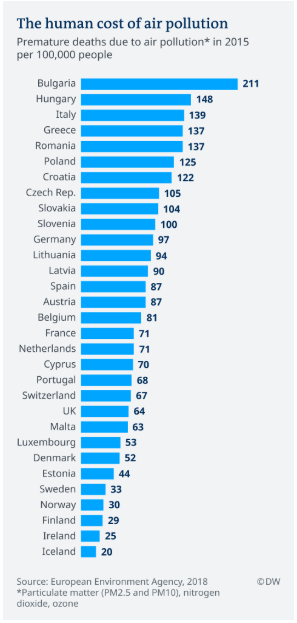 The human cost of air pollution
Premature deaths due to air pollution* in 2015
per 100,000 people
Bulgaria 211
Hungary 148
Italy 139
Greece 137
Romania 137
Poland 125
Croatia 122
Czech Rep. 105
Slovakia 104
Slovenia 100
Germany 97
Lithuania 94
Latvia 90
Spain 87
Austria 87
Belgium 81
France 71
Netherlands 71
Cyprus 70
Portugal 68
Switzerland 67
UK 64
Malta 63
Luxembourg 53
Denmark 52
Estonia 44
Sweden 33
Norway 30
Finland 29
Ireland 25
Iceland 20
Source: European Environment Agency, 2018 ©DW
*Particulate matter (PM2.5 and PM10), nitrogen
dioxide, ozone